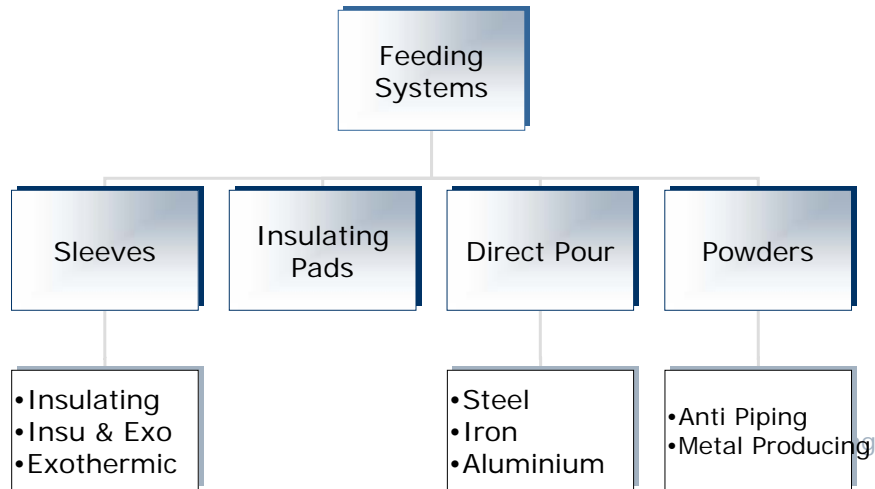 Feeding
Systems
Sleeves
Insulating
Pads
Direct Pour
Powders
•Insulating
•Insu & Exo
•Exothermic
•Steel
•Iron
•Aluminium
•Anti Piping
•Metal Producing